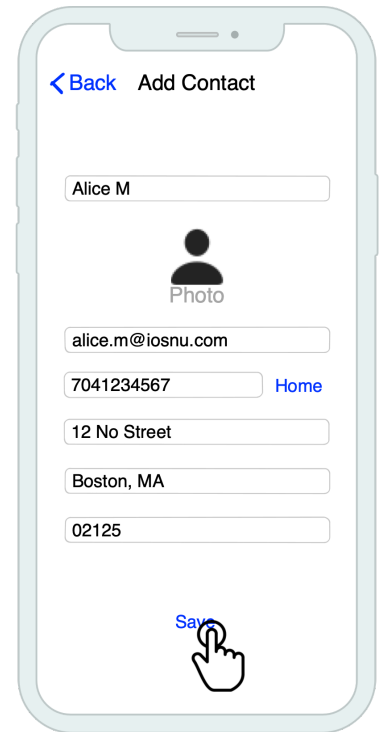 Back Add Contact
Alice M
Photo
alice.m@iosnu.com
7041234567 Home
12 No Street
Boston, MA
02125
Save